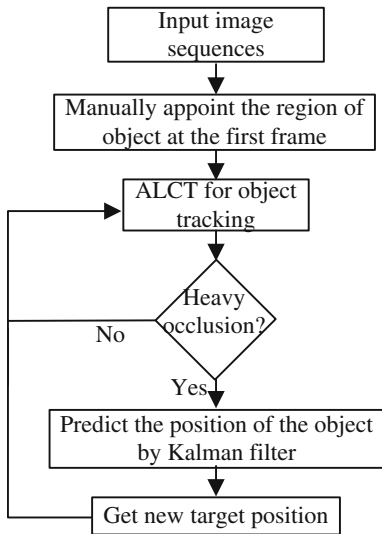 Input image
sequences
Manually appoint the region of
object at the first frame
ALCT for object
tracking
Heavy
occlusion?
No
Yes
Predict the position of the object
by Kalman filter
Get new target position